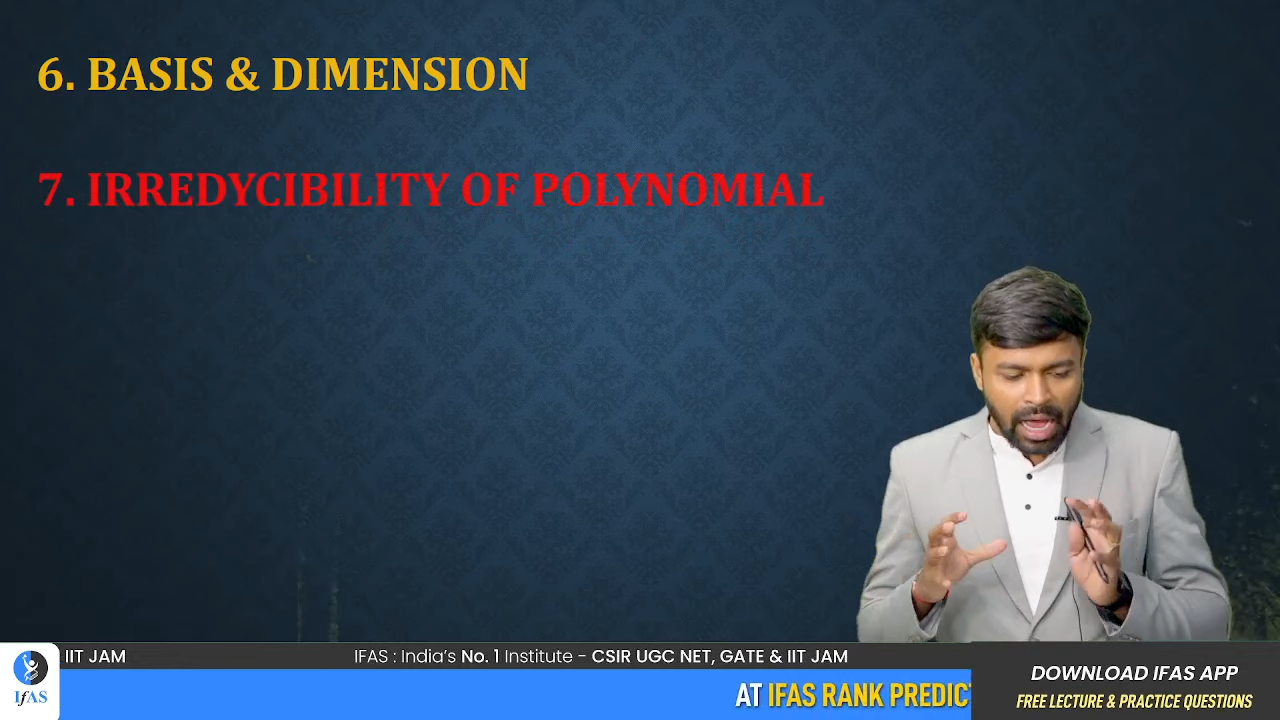 6. BASIS & DIMENSION
7. IRREDYCIBILITY OF POLYNOMIAL
IIT JAM
IFAS : India's No. 1 Institute - CSIR UGC NET, GATE & IIT JAM
AT IFAS RANK PREDIC
IfAS
DOWNLOAD IFAS APP
FREE LECTURE & PRACTICE QUESTIONS